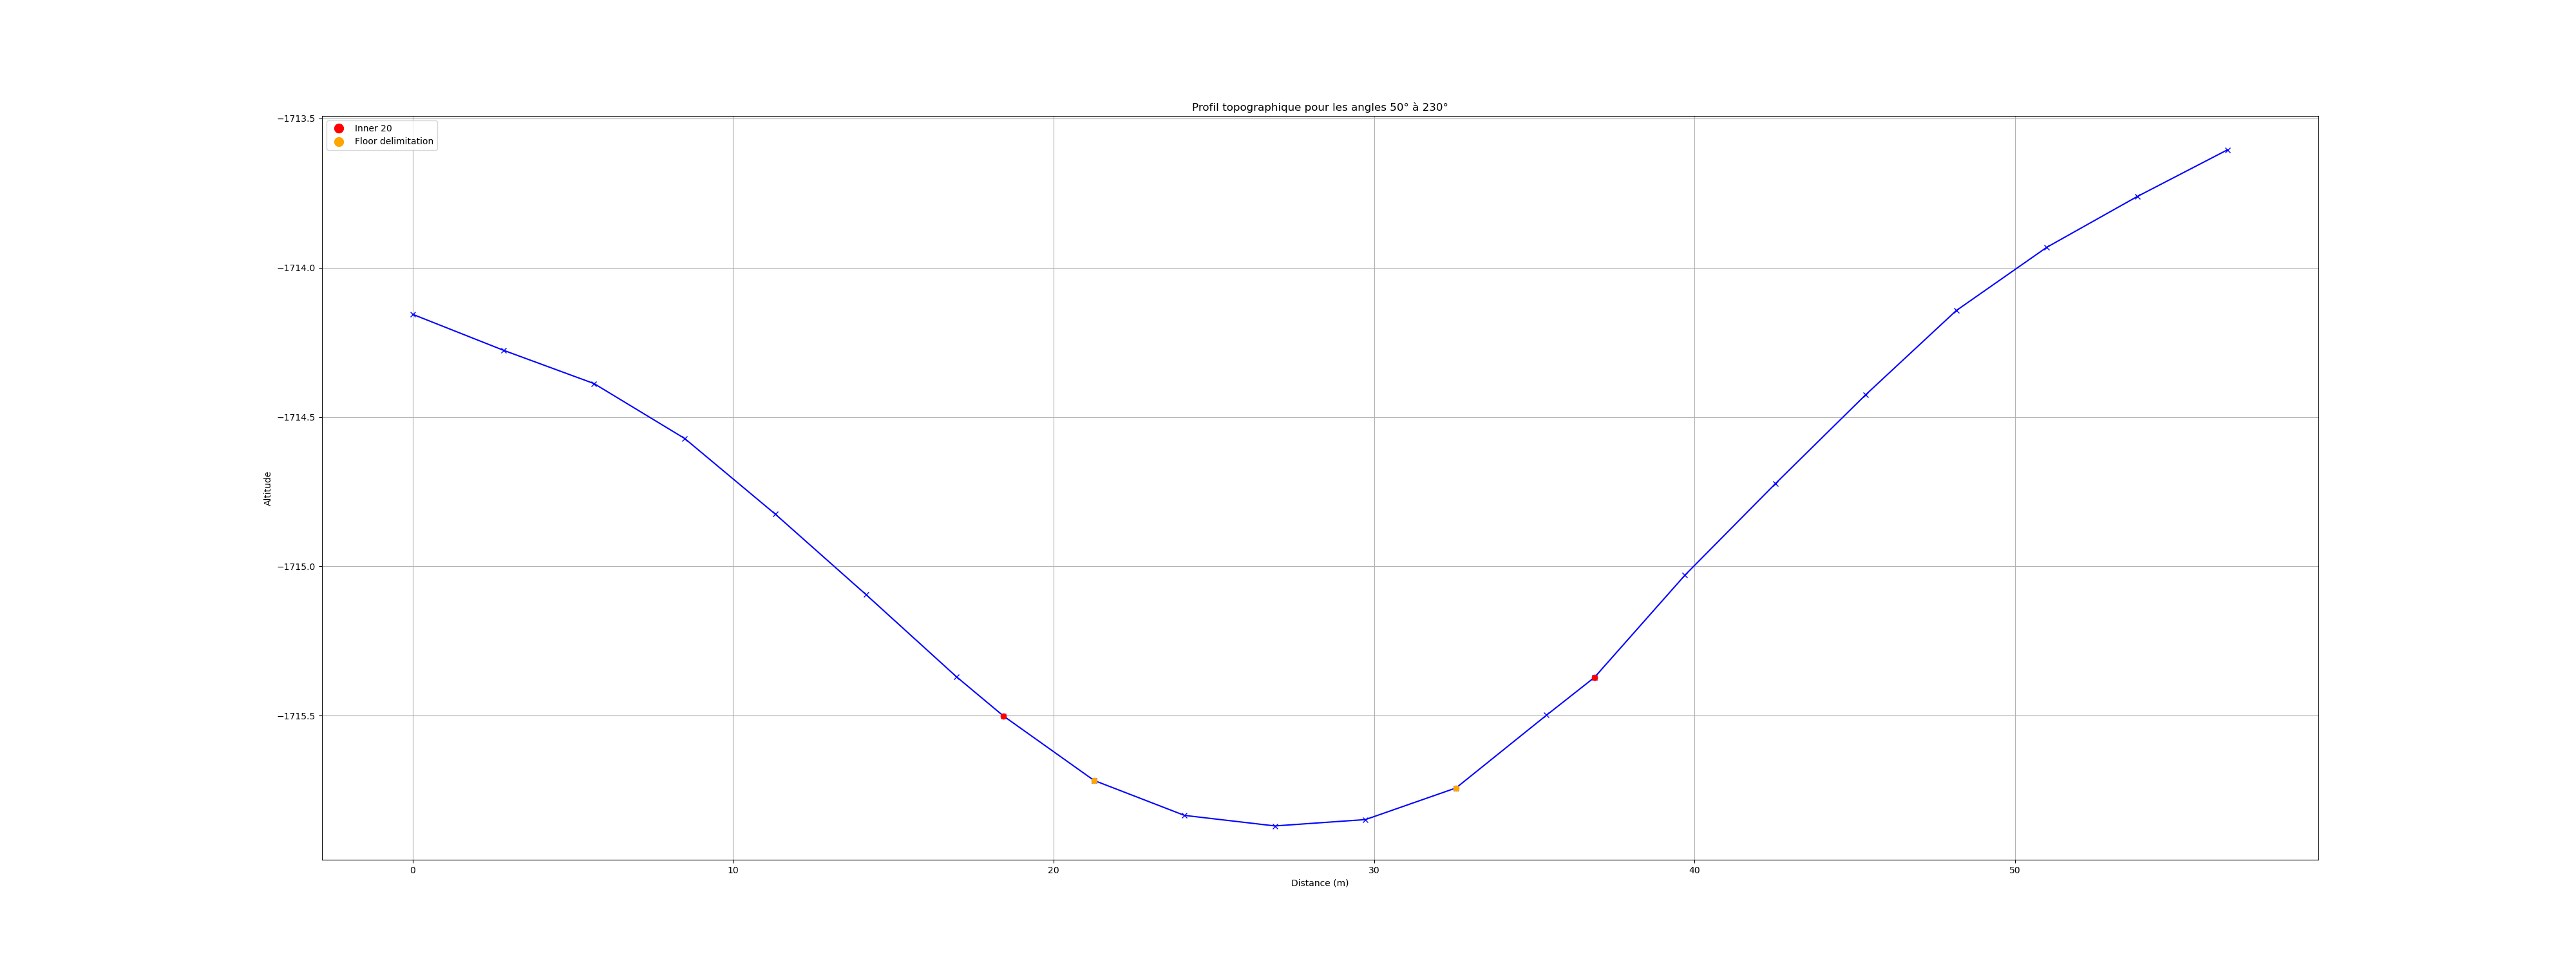 Profil topographique pour les angles 50° à 230°
Inner 20
Floor delimitation
−1713.5
−1714.0
−1714.5
−1715.0
−1715.5
Altitude
0 10 20 30 40 50
Distance (m)